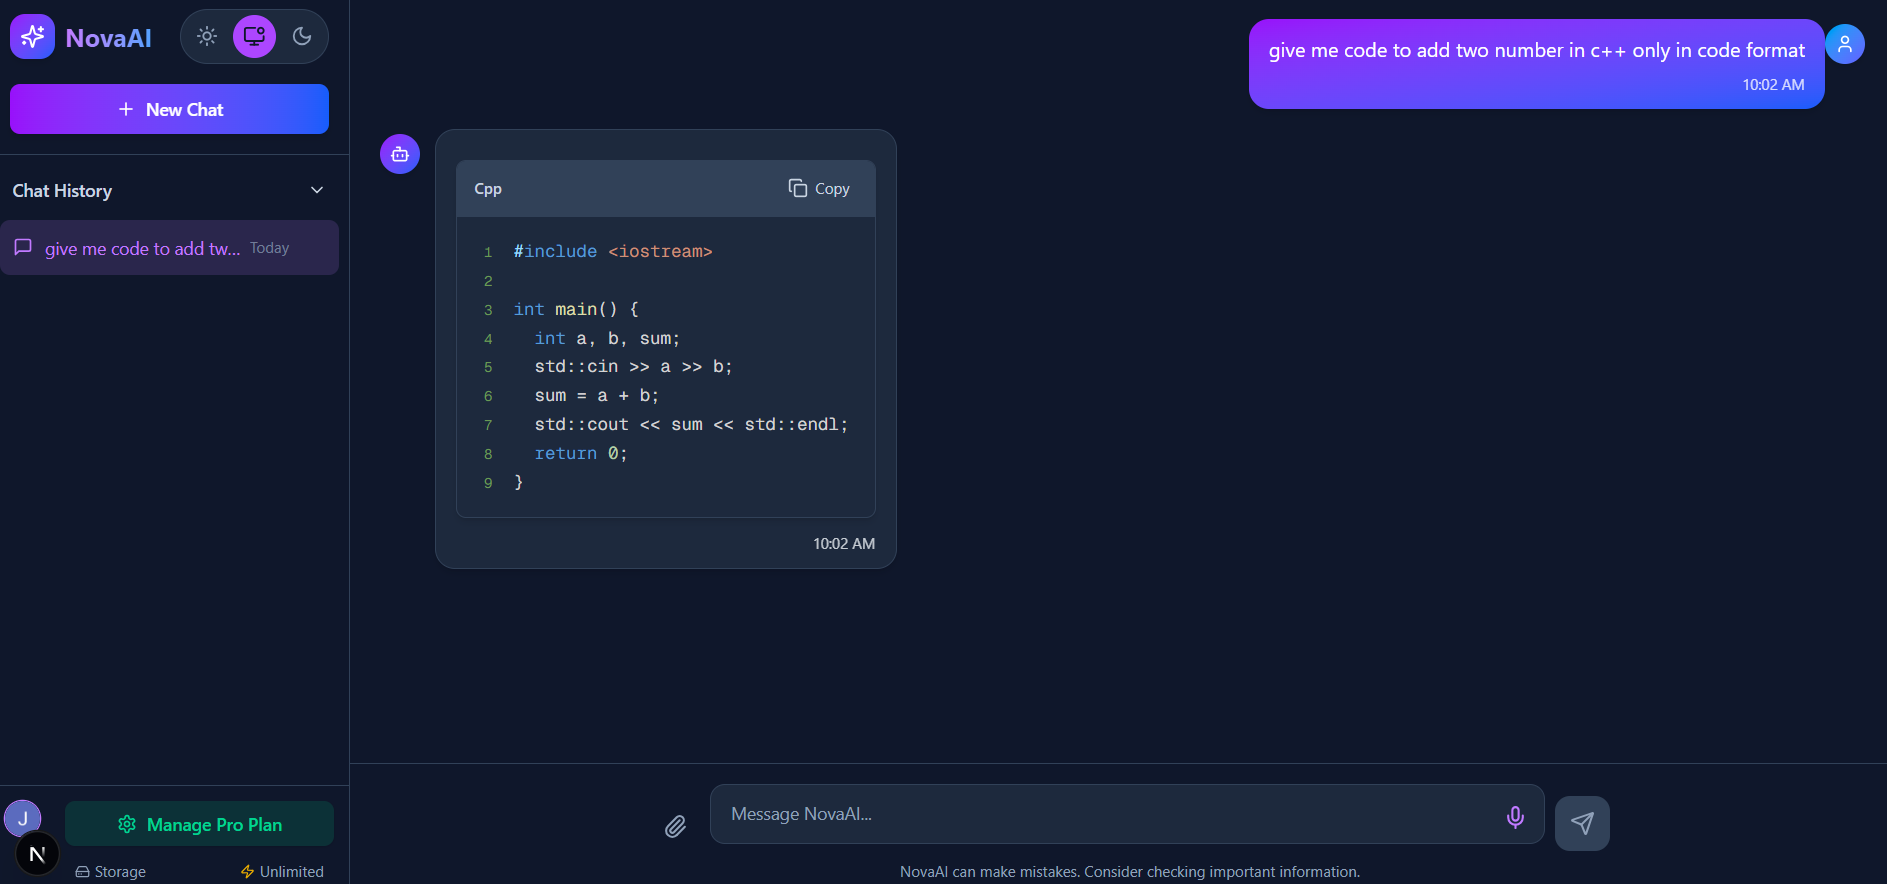 NovaAI
New Chat
Chat History
give me code to add tw... Today
give me code to add two number in c++ only in code format
10:02 AM
Cpp
Copy
1 #include <iostream>
2
3 int main() {
4   int a, b, sum;
5   std::cin >> a >> b;
6   sum = a + b;
7   std::cout << sum << std::endl;
8   return 0;
9 }
10:02 AM
J
Manage Pro Plan
N
Storage
Unlimited
Message NovaAI...
NovaAI can make mistakes. Consider checking important information.